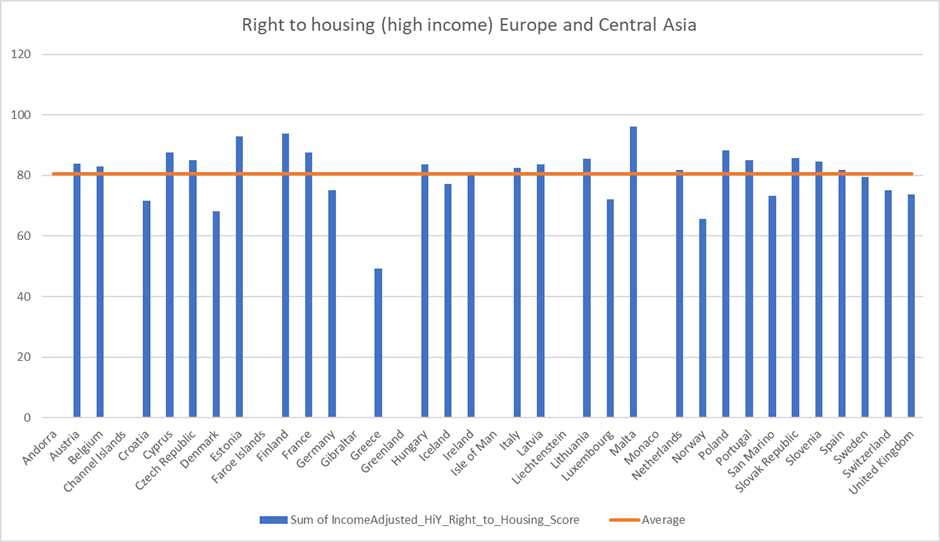 Right to housing (high income) Europe and Central Asia
120
100
80
60
40
20
0
Andorra
Austria
Belgium
Channel Islands
Croatia
Cyprus
Czech Republic
Denmark
Estonia
Faroe Islands
Finland
France
Germany
Gibraltar
Greece
Greenland
Hungary
Iceland
Ireland
Isle of Man
Italy
Latvia
Liechtenstein
Lithuania
Luxembourg
Malta
Monaco
Netherlands
Norway
Poland
Portugal
San Marino
Slovak Republic
Slovenia
Spain
Sweden
Switzerland
United Kingdom
Sum of IncomeAdjusted_HiY_Right_to_Housing_Score
Average